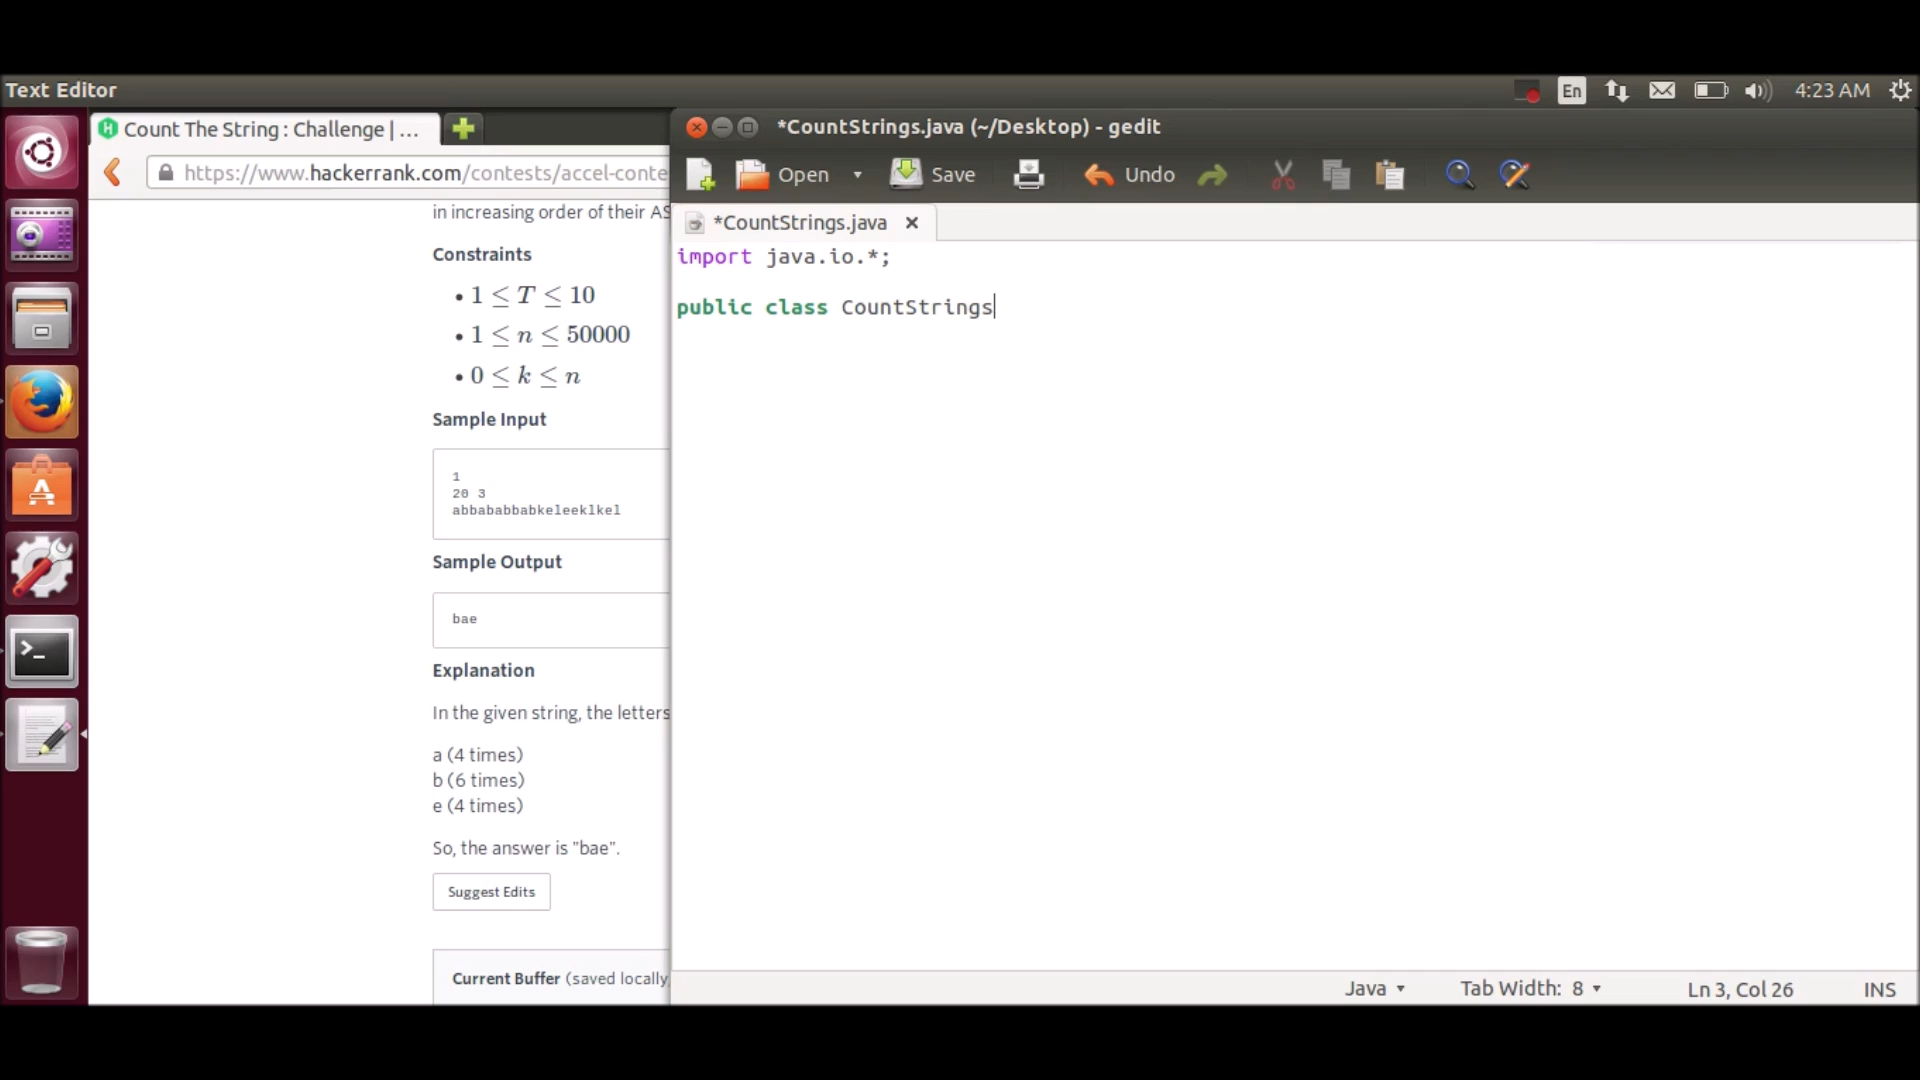 Text Editor
En
4:23 AM
Count The String : Challenge | ...
https://www.hackerrank.com/contests/accel-conte
in increasing order of their AS
Constraints
• 1 ≤ T ≤ 10
• 1 ≤ n ≤ 50000
• 0 ≤ k ≤ n
Sample Input
1
20 3
abbababbabkeleeklkel
Sample Output
bae
Explanation
In the given string, the letters
a (4 times)
b (6 times)
e (4 times)
So, the answer is "bae".
Suggest Edits
Current Buffer (saved locally,
*CountStrings.java (~/Desktop) - gedit
Open
Save
Undo
*CountStrings.java
import java.io.*;
public class CountStrings
Java
Tab Width: 8
Ln 3, Col 26
INS